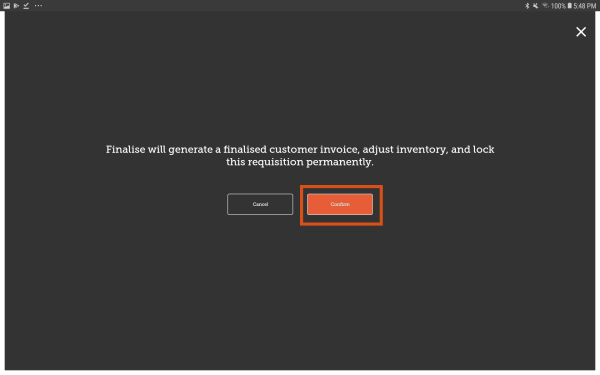 100% 5:48 PM
Finalise will generate a finalised customer invoice, adjust inventory, and lock
this requisition permanently.
Cancel
Confirm